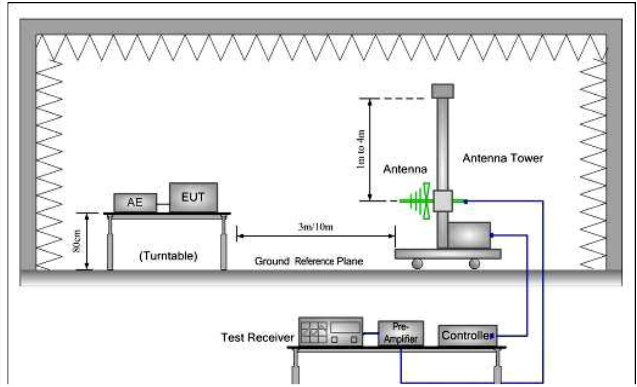 1m to 4m
Antenna
Antenna Tower
AE
EUT
80cm
(Turntable)
3m/10m
Ground Reference Plane
Test Receiver
Pre-
Amplifier
Controller